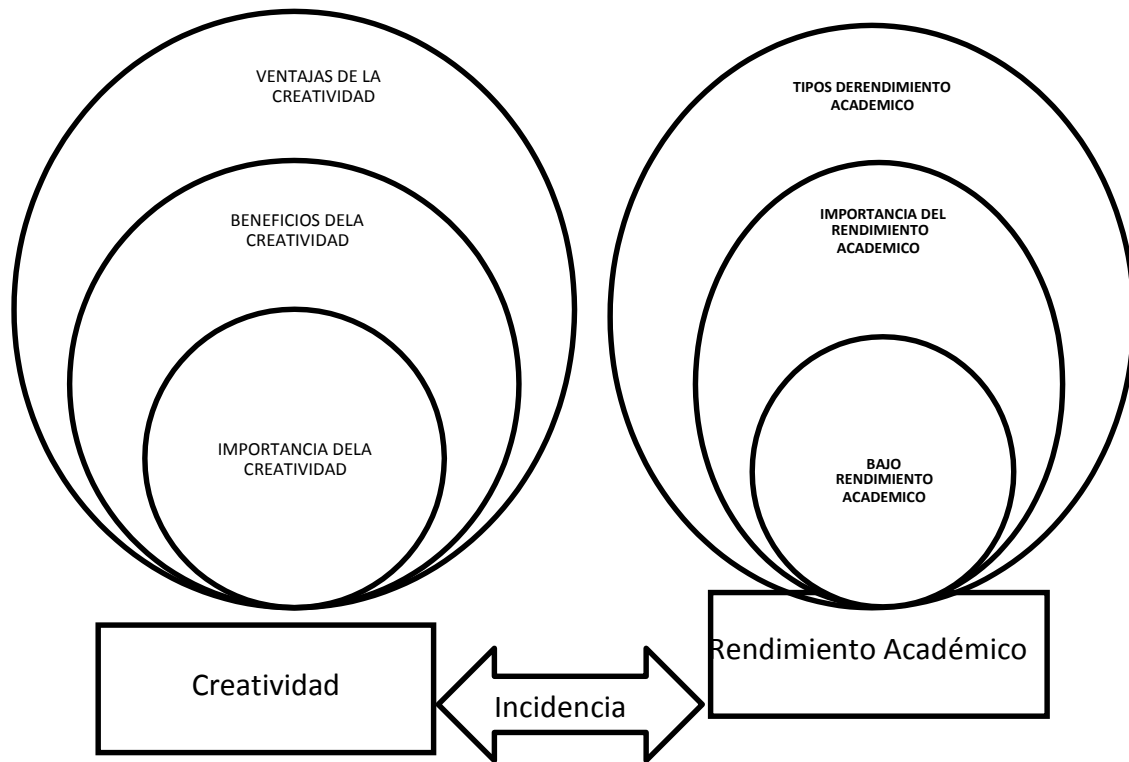 VENTAJAS DE LA
CREATIVIDAD
BENEFICIOS DELA
CREATIVIDAD
IMPORTANCIA DELA
CREATIVIDAD
TIPOS DERENDIMIENTO
ACADEMICO
IMPORTANCIA DEL
RENDIMIENTO
ACADEMICO
BAJO
RENDIMIENTO
ACADEMICO
Creatividad
Incidencia
Rendimiento Académico